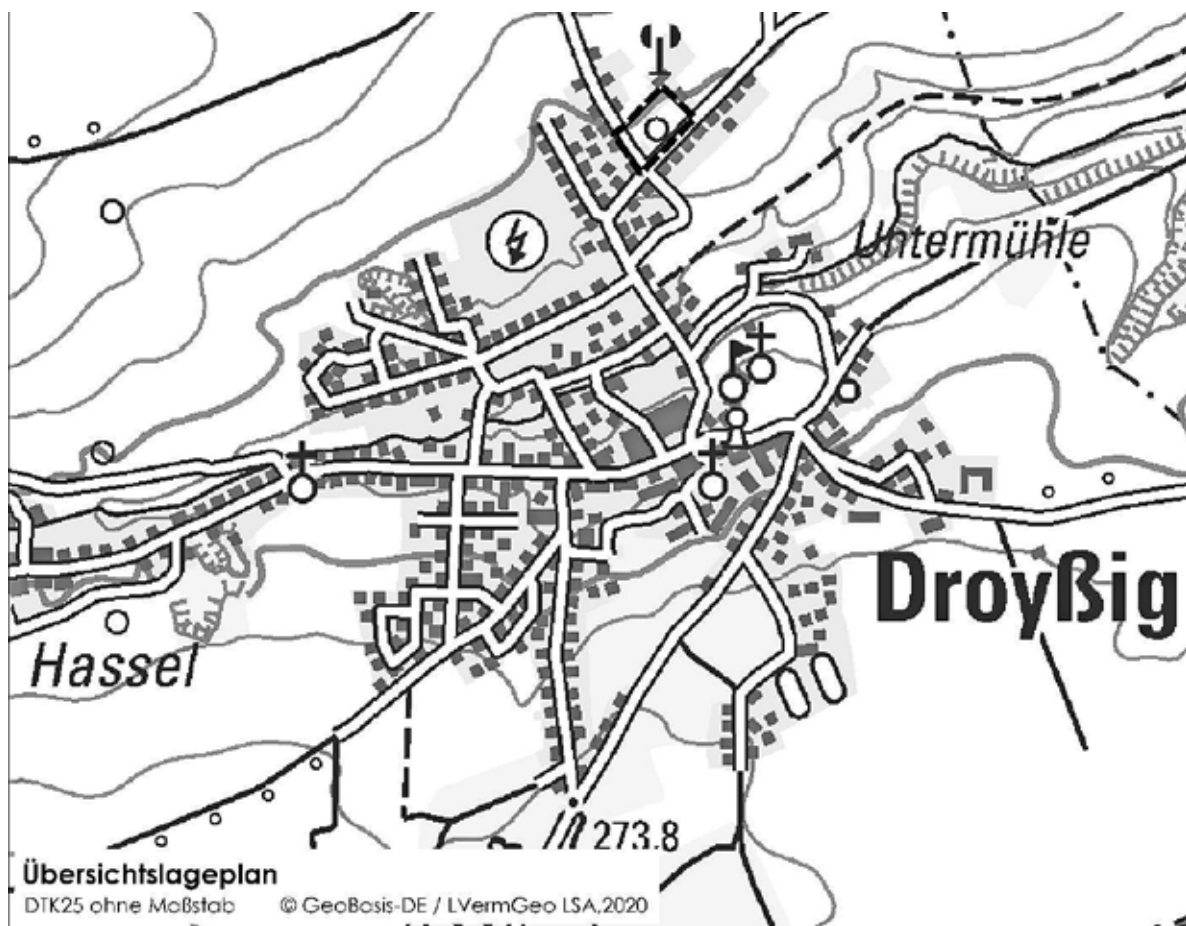 Untermühle
Droyßig
Hassel
273.8
Übersichtslageplan
DTK25 ohne Maßstab © GeoBasis-DE / LVermGeo LSA,2020